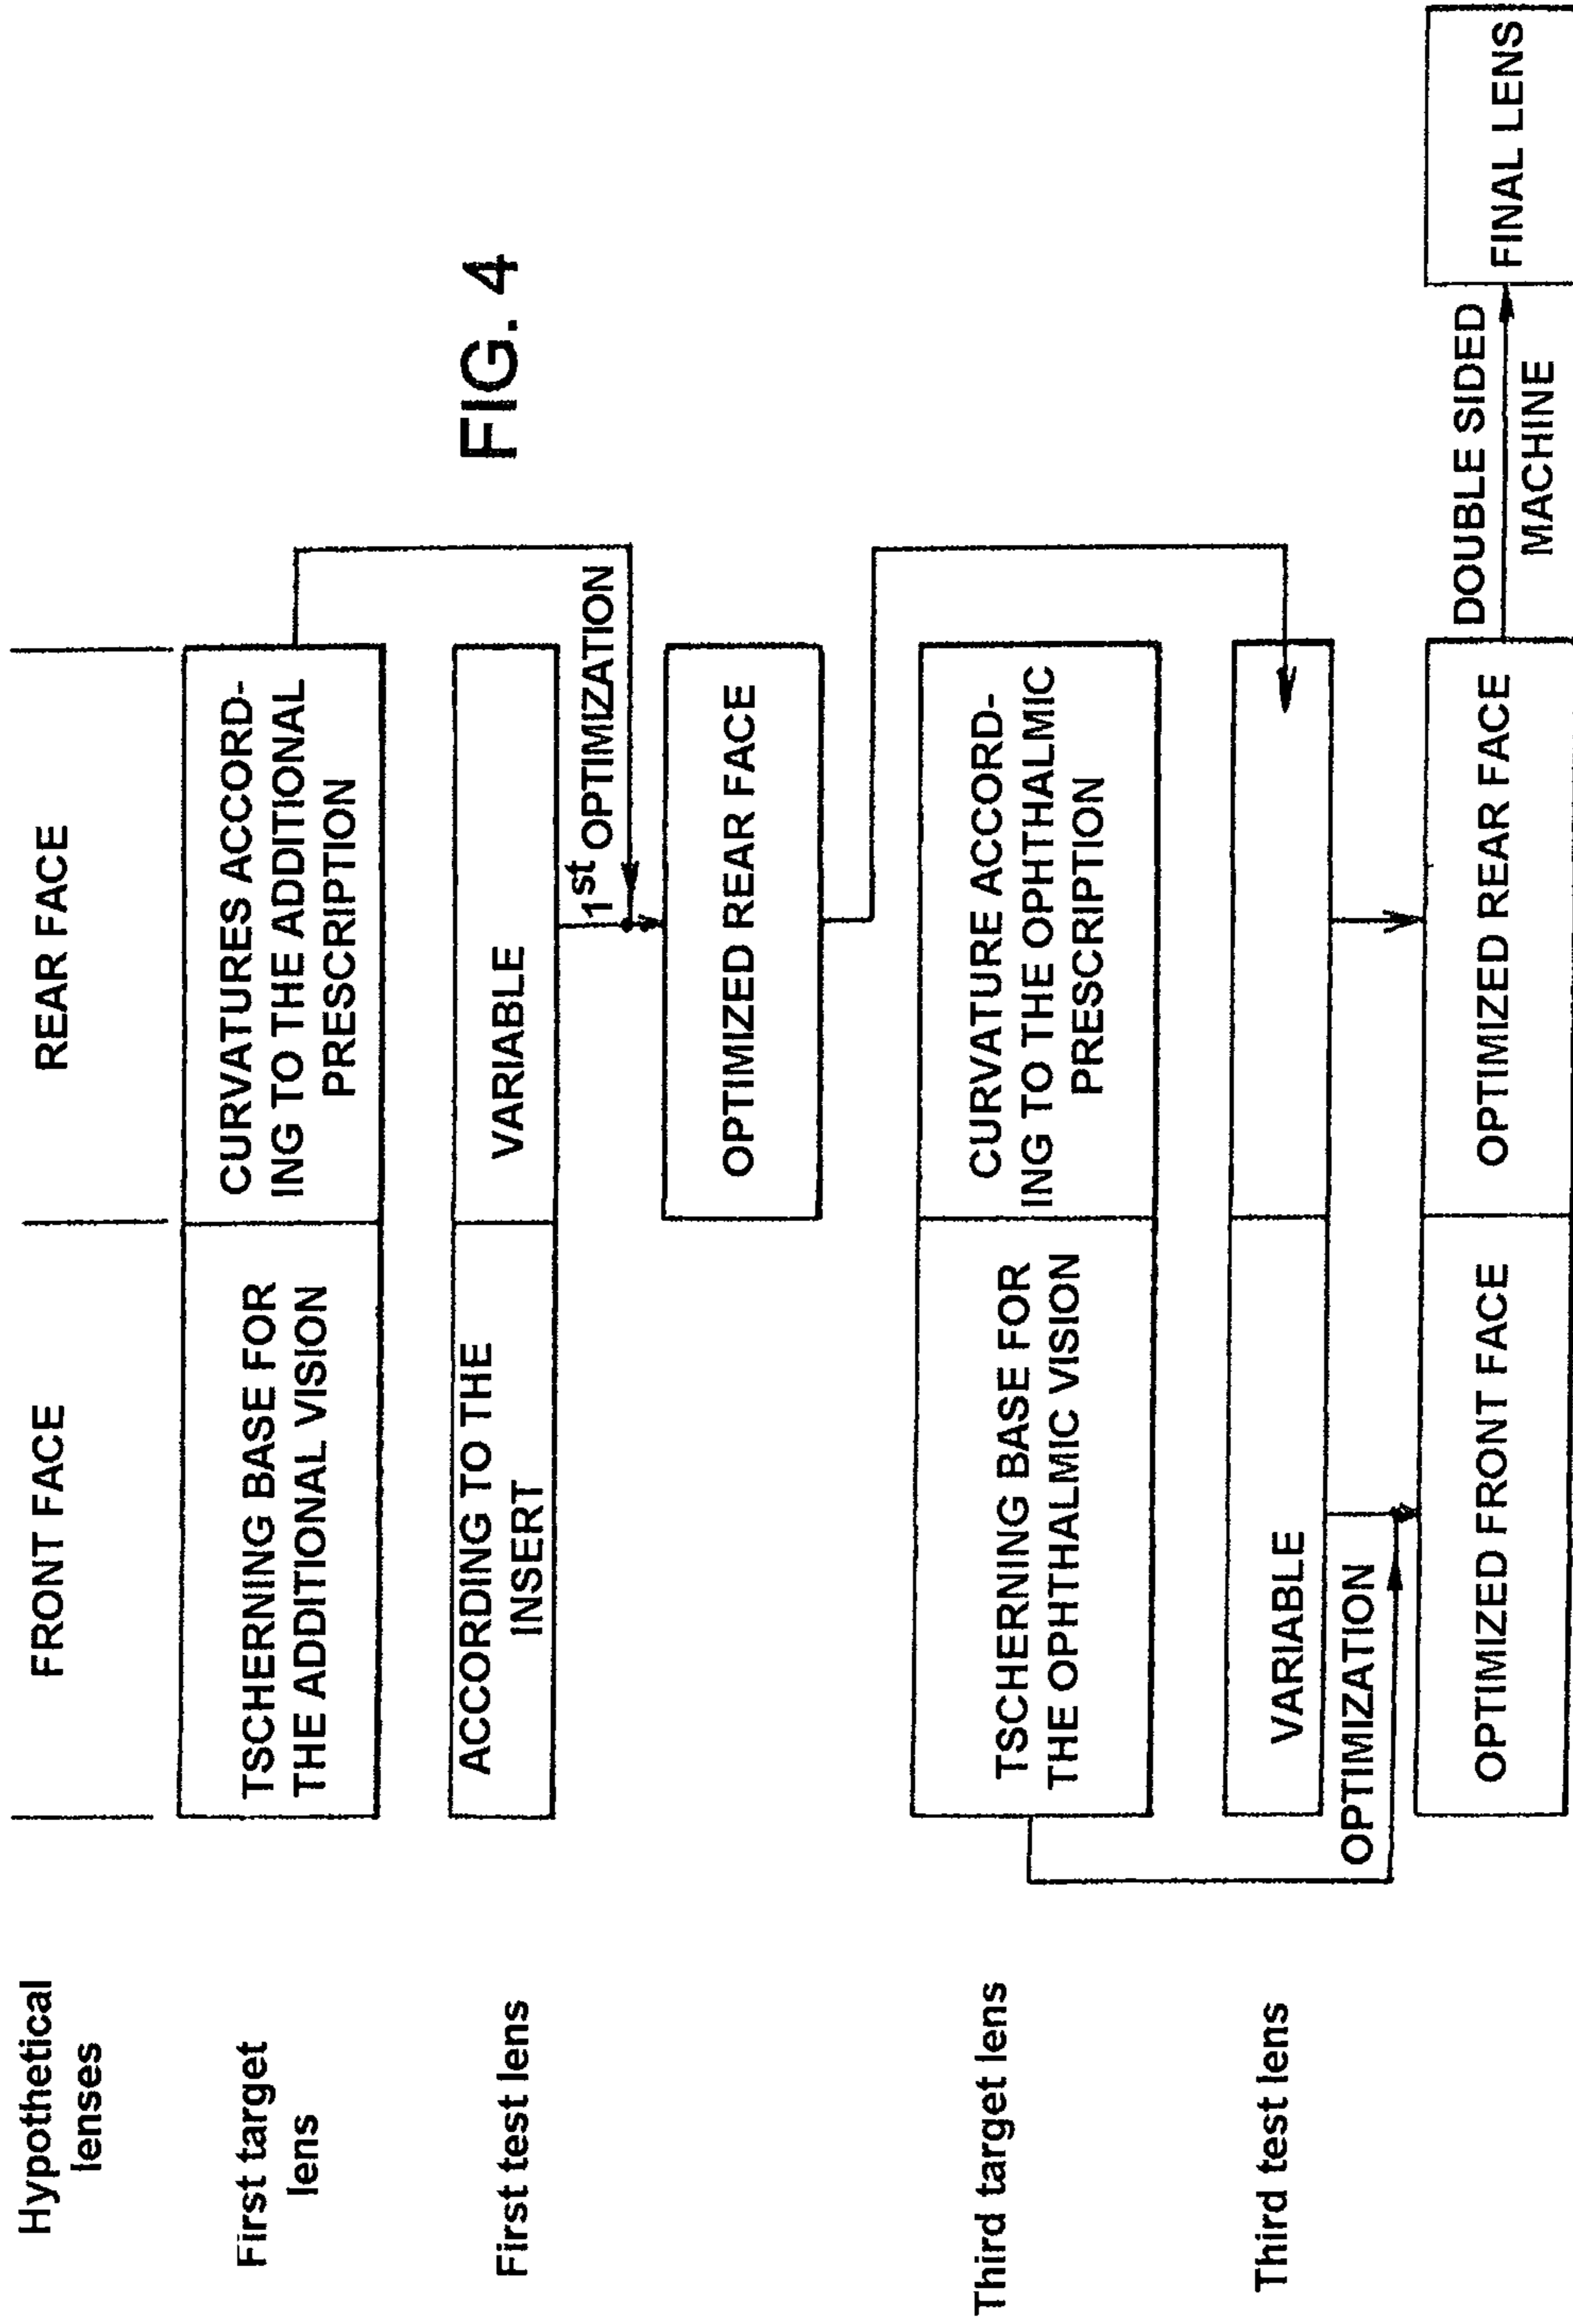 Hypothetical
lenses
FRONT FACE
REAR FACE
First target
lens
TSCHERNING BASE FOR
THE ADDITIONAL VISION
CURVATURES ACCORD-
ING TO THE ADDITIONAL
PRESCRIPTION
FIG. 4
First test lens
ACCORDING TO THE
INSERT
VARIABLE
1st OPTIMIZATION
OPTIMIZED REAR FACE
Third target lens
TSCHERNING BASE FOR
THE OPHTHALMIC VISION
CURVATURE ACCORD-
ING TO THE OPHTHALMIC
PRESCRIPTION
Third test lens
VARIABLE
OPTIMIZATION
OPTIMIZED FRONT FACE
OPTIMIZED REAR FACE
DOUBLE SIDED
MACHINE
FINAL LENS